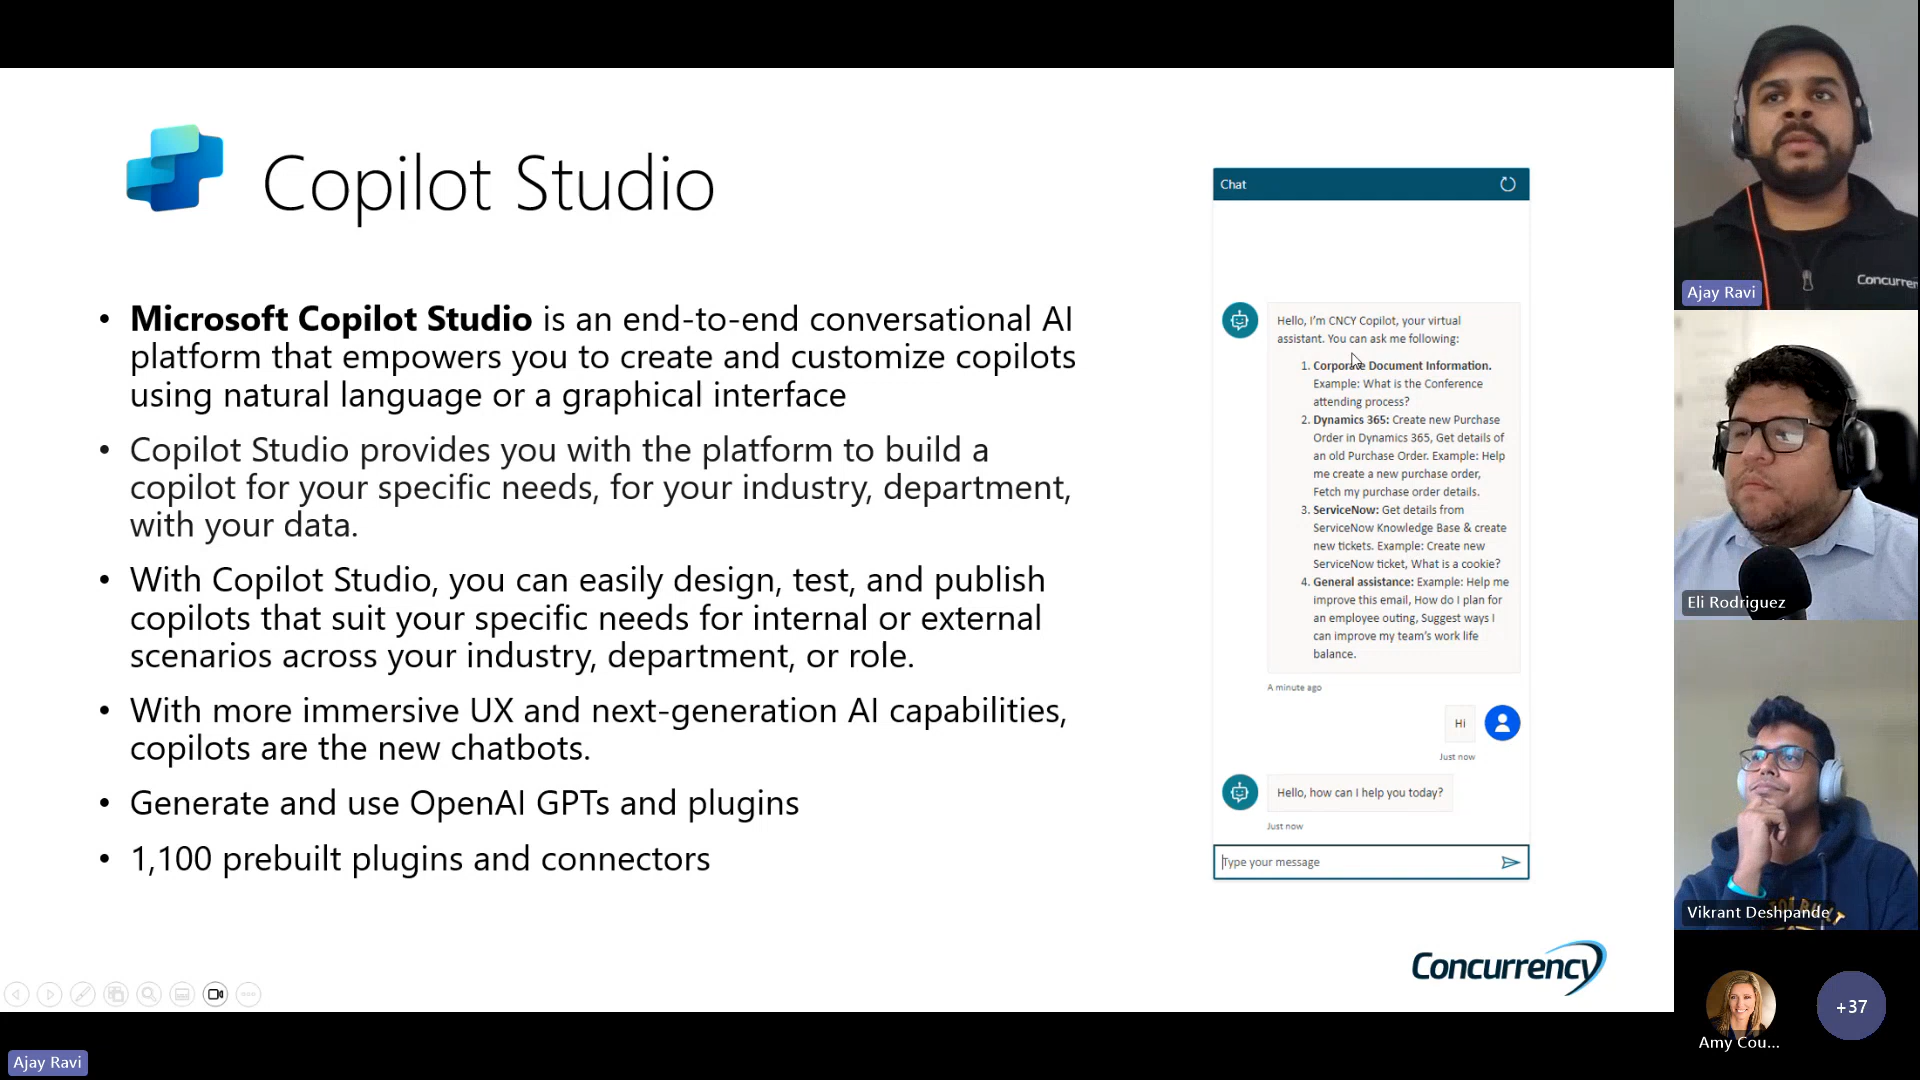 Copilot Studio
• Microsoft Copilot Studio is an end-to-end conversational AI
platform that empowers you to create and customize copilots
using natural language or a graphical interface
• Copilot Studio provides you with the platform to build a
copilot for your specific needs, for your industry, department,
with your data.
• With Copilot Studio, you can easily design, test, and publish
copilots that suit your specific needs for internal or external
scenarios across your industry, department, or role.
• With more immersive UX and next-generation AI capabilities,
copilots are the new chatbots.
• Generate and use OpenAI GPTs and plugins
• 1,100 prebuilt plugins and connectors
Chat
Hello, I'm CNCY Copilot, your virtual
assistant. You can ask me following:
1. Corporate Document Information.
Example: What is the Conference
attending process?
2. Dynamics 365: Create new Purchase
Order in Dynamics 365, Get details of
an old Purchase Order. Example: Help
me create a new purchase order,
Fetch my purchase order details.
3. ServiceNow: Get details from
ServiceNow Knowledge Base & create
new tickets. Example: Create new
ServiceNow ticket, What is a cookie?
4. General assistance: Example: Help me
improve this email, How do I plan for
an employee outing, Suggest ways I
can improve my team's work life
balance.
A minute ago
Hi
Just now
Hello, how can I help you today?
Just now
Type your message
Concurrency
Ajay Ravi
Concurren
Ajay Ravi
Eli Rodriguez
Vikrant Deshpande
Amy Cou...
+37